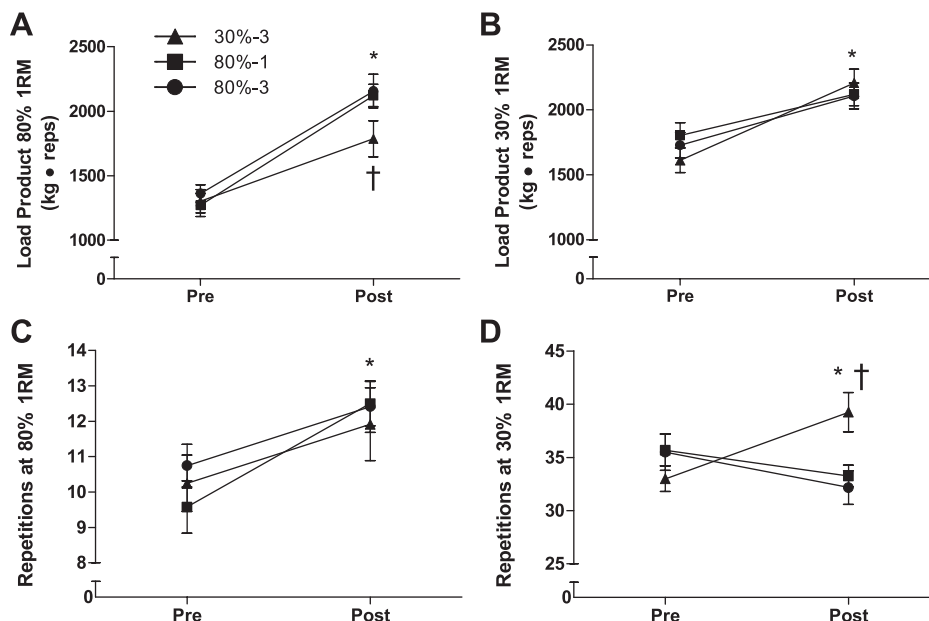 A
30%-3
80%-1
80%-3
Load Product 80% 1RM
(kg ● reps)
2500
2000
1500
1000
0
*
†
Pre
Post
B
Load Product 30% 1RM
(kg ● reps)
2500
2000
1500
1000
0
*
Pre
Post
C
Repetitions at 80% 1RM
14
13
12
11
10
9
8
0
*
Pre
Post
D
Repetitions at 30% 1RM
45
40
35
30
25
0
* †
Pre
Post